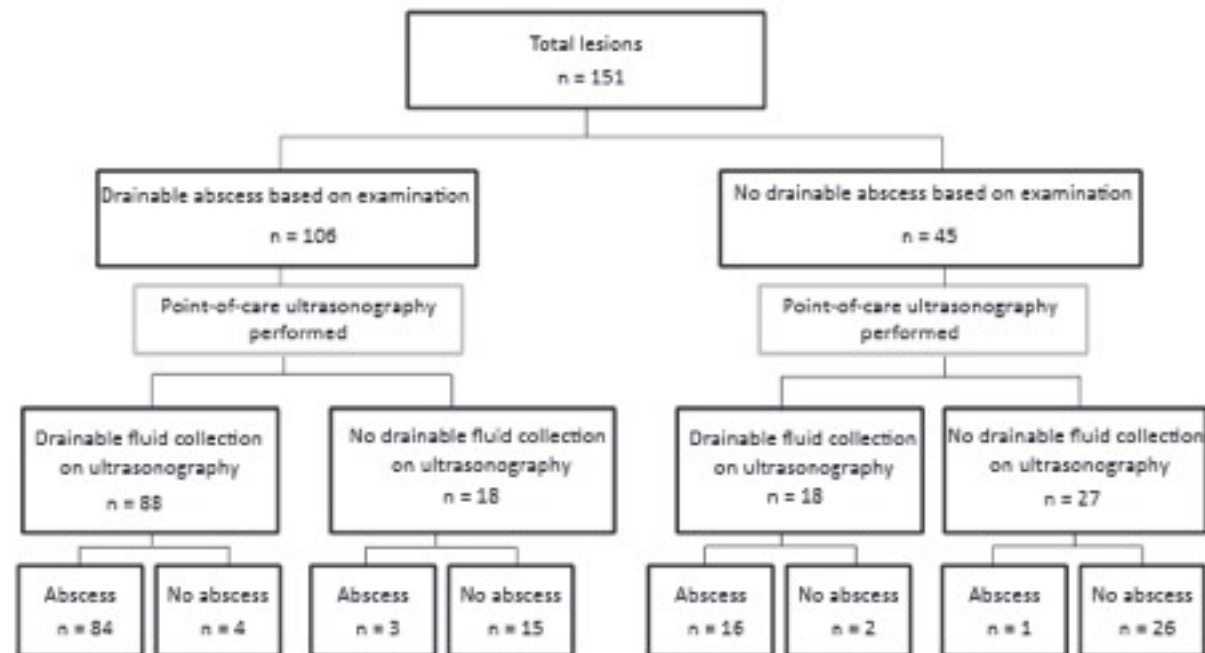 Total lesions
n = 151
Drainable abscess based on examination
n = 106
No drainable abscess based on examination
n = 45
Point-of-care ultrasonography
performed
Point-of-care ultrasonography
performed
Drainable fluid collection
on ultrasonography
n = 88
No drainable fluid collection
on ultrasonography
n = 18
Drainable fluid collection
on ultrasonography
n = 18
No drainable fluid collection
on ultrasonography
n = 27
Abscess
n = 84
No abscess
n = 4
Abscess
n = 3
No abscess
n = 15
Abscess
n = 16
No abscess
n = 2
Abscess
n = 1
No abscess
n = 26